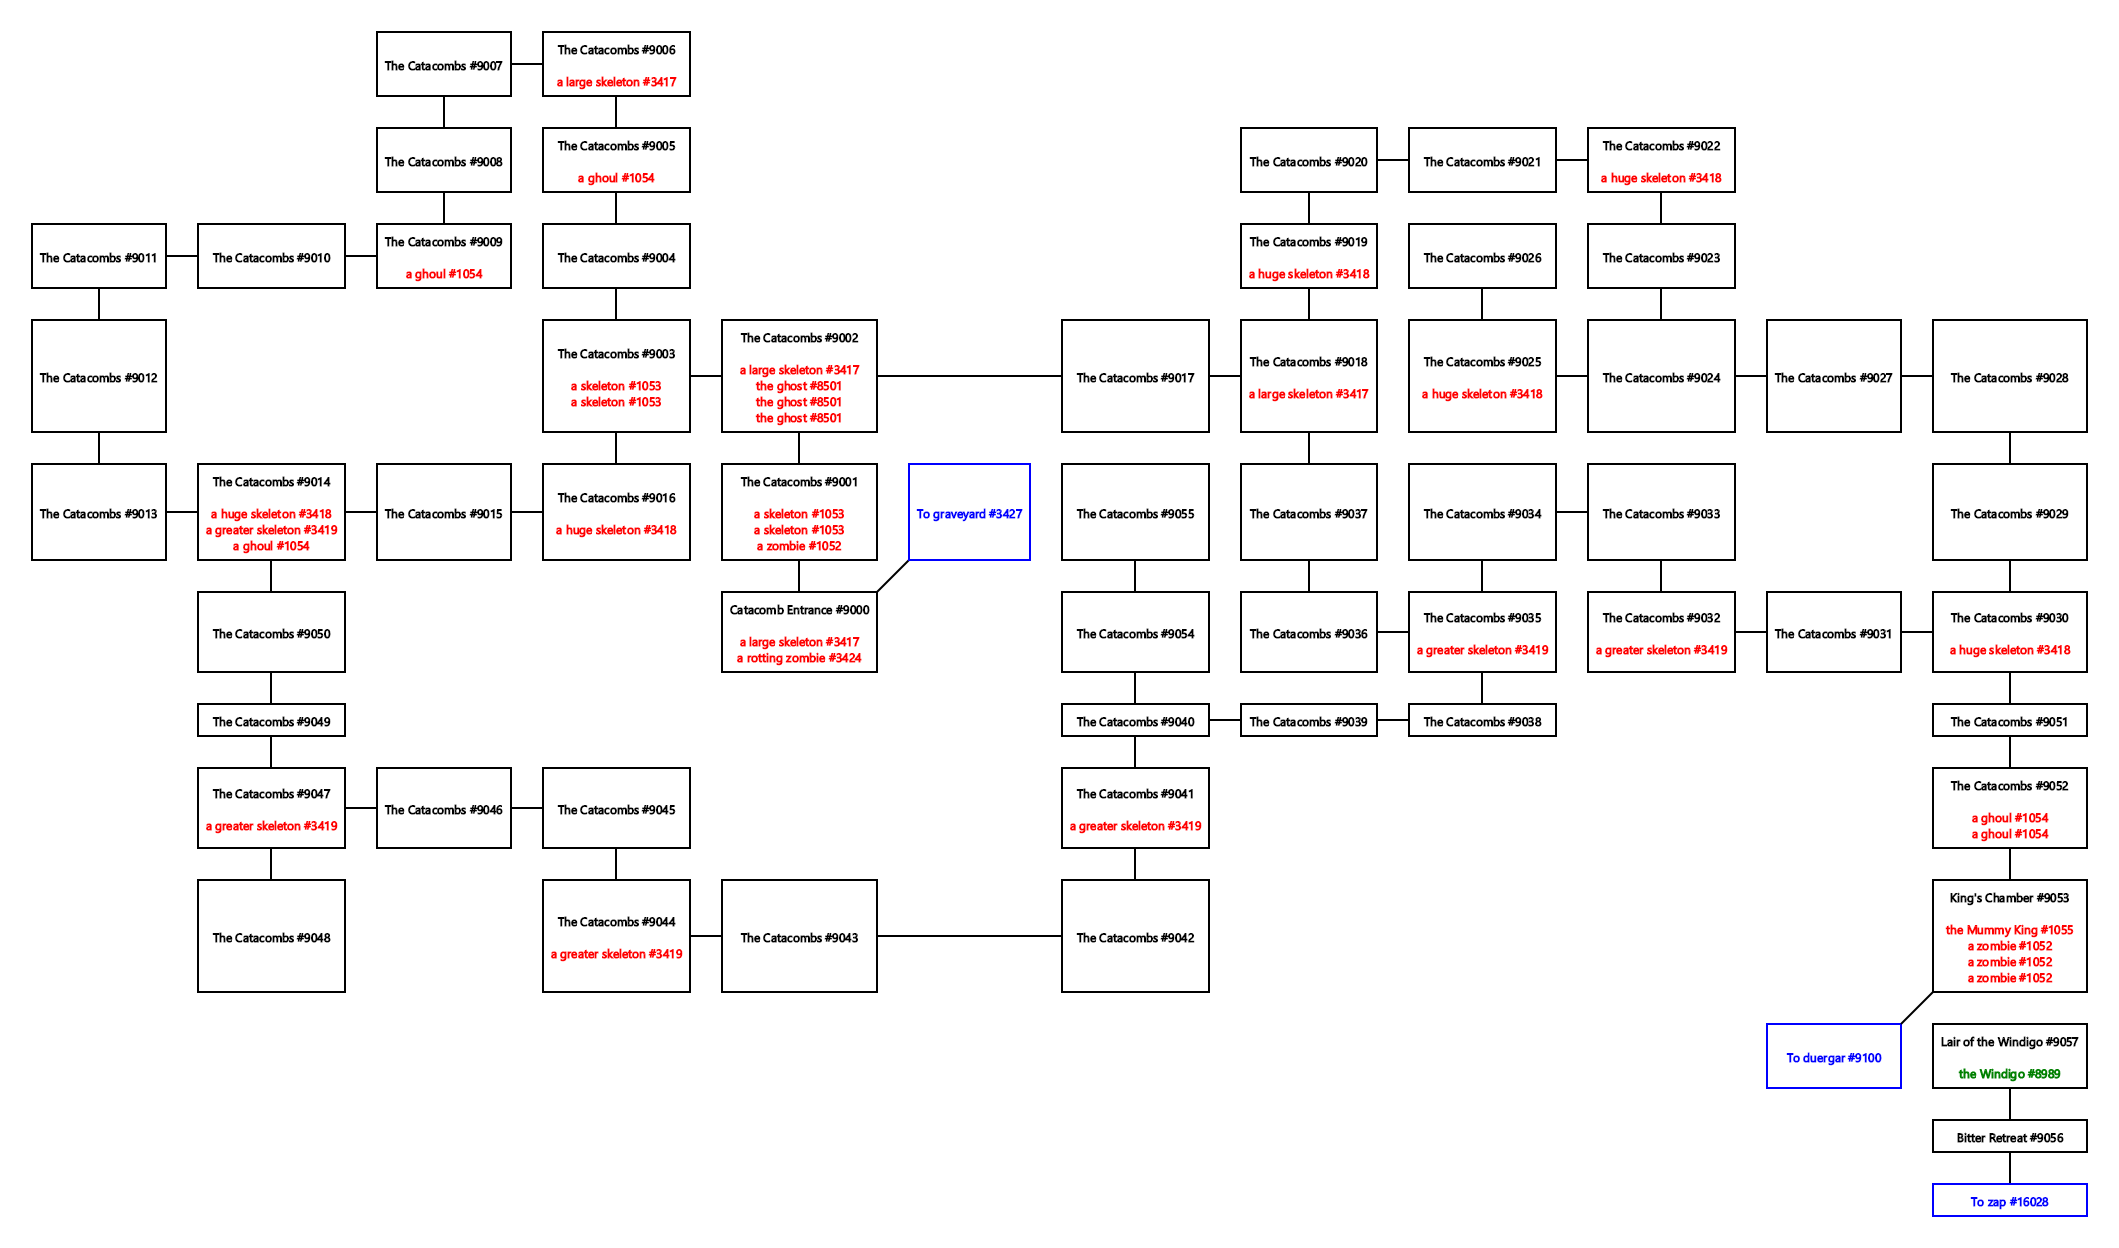 The Catacombs #9007
The Catacombs #9006
a large skeleton #3417
The Catacombs #9008
The Catacombs #9005
a ghoul #1054
The Catacombs #9020
The Catacombs #9021
The Catacombs #9022
a huge skeleton #3418
The Catacombs #9011
The Catacombs #9010
The Catacombs #9009
a ghoul #1054
The Catacombs #9004
The Catacombs #9019
a huge skeleton #3418
The Catacombs #9026
The Catacombs #9023
The Catacombs #9012
The Catacombs #9003
a skeleton #1053
a skeleton #1053
The Catacombs #9002
a large skeleton #3417
the ghost #8501
the ghost #8501
the ghost #8501
The Catacombs #9017
The Catacombs #9018
a large skeleton #3417
The Catacombs #9025
a huge skeleton #3418
The Catacombs #9024
The Catacombs #9027
The Catacombs #9028
The Catacombs #9013
The Catacombs #9014
a huge skeleton #3418
a greater skeleton #3419
a ghoul #1054
The Catacombs #9015
The Catacombs #9016
a huge skeleton #3418
The Catacombs #9001
a skeleton #1053
a skeleton #1053
a zombie #1052
To graveyard #3427
The Catacombs #9055
The Catacombs #9037
The Catacombs #9034
The Catacombs #9033
The Catacombs #9029
The Catacombs #9050
Catacomb Entrance #9000
a large skeleton #3417
a rotting zombie #3424
The Catacombs #9054
The Catacombs #9036
The Catacombs #9035
a greater skeleton #3419
The Catacombs #9032
a greater skeleton #3419
The Catacombs #9031
The Catacombs #9030
a huge skeleton #3418
The Catacombs #9049
The Catacombs #9040
The Catacombs #9039
The Catacombs #9038
The Catacombs #9051
The Catacombs #9047
a greater skeleton #3419
The Catacombs #9046
The Catacombs #9045
The Catacombs #9041
a greater skeleton #3419
The Catacombs #9052
a ghoul #1054
a ghoul #1054
The Catacombs #9048
The Catacombs #9044
a greater skeleton #3419
The Catacombs #9043
The Catacombs #9042
King's Chamber #9053
the Mummy King #1055
a zombie #1052
a zombie #1052
a zombie #1052
To duergar #9100
Lair of the Windigo #9057
the Windigo #8989
Bitter Retreat #9056
To zap #16028